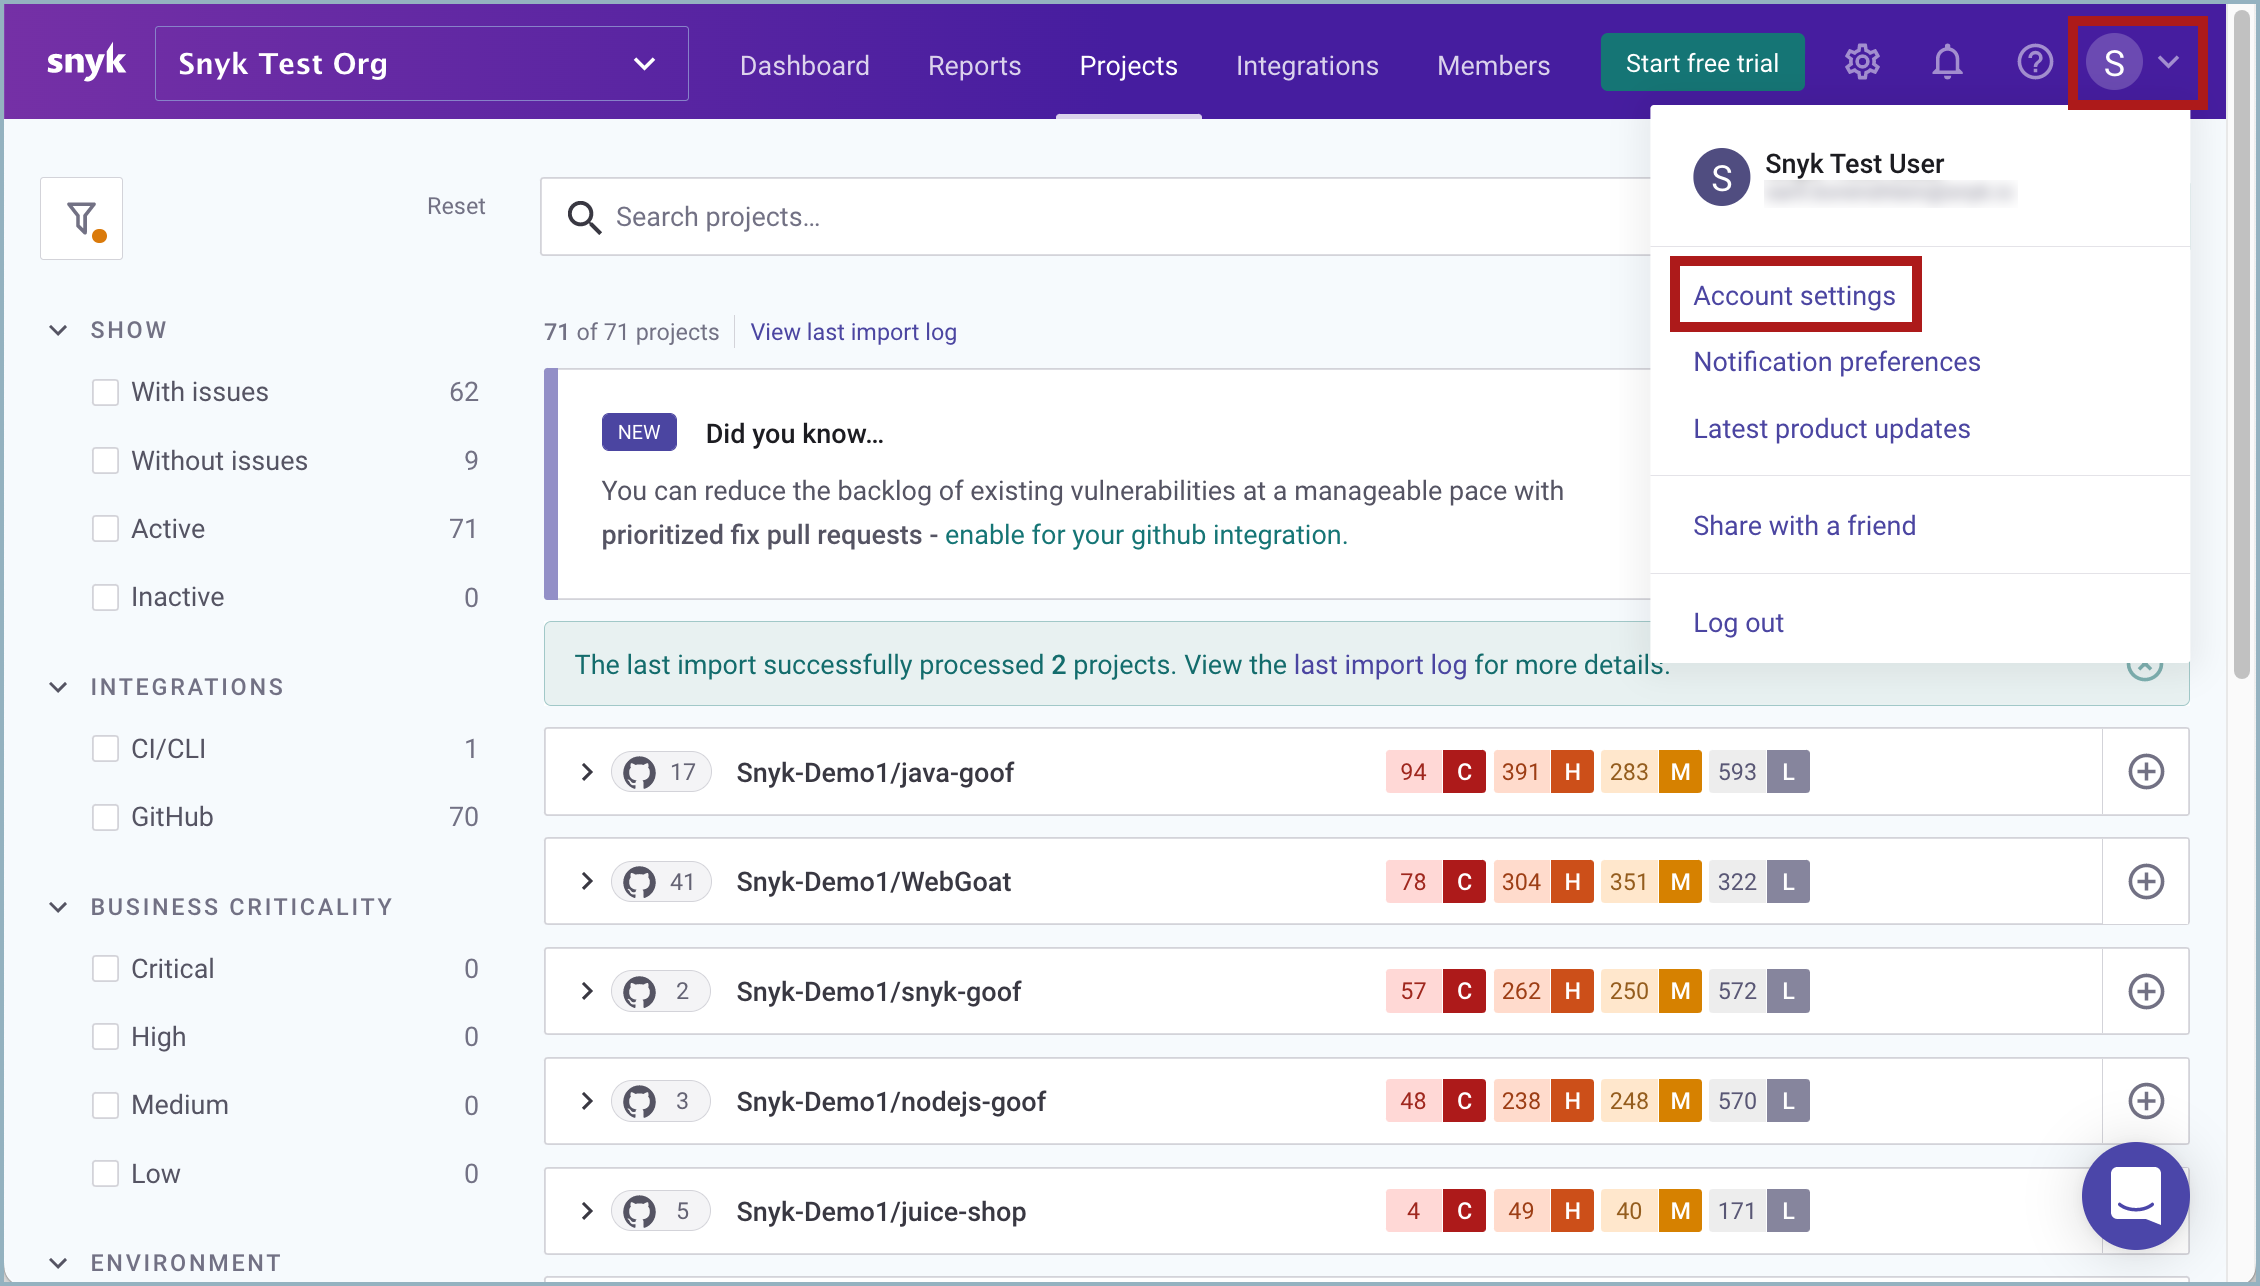 snyk
Snyk Test Org
Dashboard
Reports
Projects
Integrations
Members
Start free trial
S
S
Snyk Test User
Account settings
Notification preferences
Latest product updates
Share with a friend
Log out
Reset
SHOW
With issues 62
Without issues 9
Active 71
Inactive 0
INTEGRATIONS
CI/CLI 1
GitHub 70
BUSINESS CRITICALITY
Critical 0
High 0
Medium 0
Low 0
ENVIRONMENT
Search projects...
71 of 71 projects View last import log
NEW Did you know...
You can reduce the backlog of existing vulnerabilities at a manageable pace with
prioritized fix pull requests - enable for your github integration.
The last import successfully processed 2 projects. View the last import log for more details.
17 Snyk-Demo1/java-goof 94 C 391 H 283 M 593 L
41 Snyk-Demo1/WebGoat 78 C 304 H 351 M 322 L
2 Snyk-Demo1/snyk-goof 57 C 262 H 250 M 572 L
3 Snyk-Demo1/nodejs-goof 48 C 238 H 248 M 570 L
5 Snyk-Demo1/juice-shop 4 C 49 H 40 M 171 L